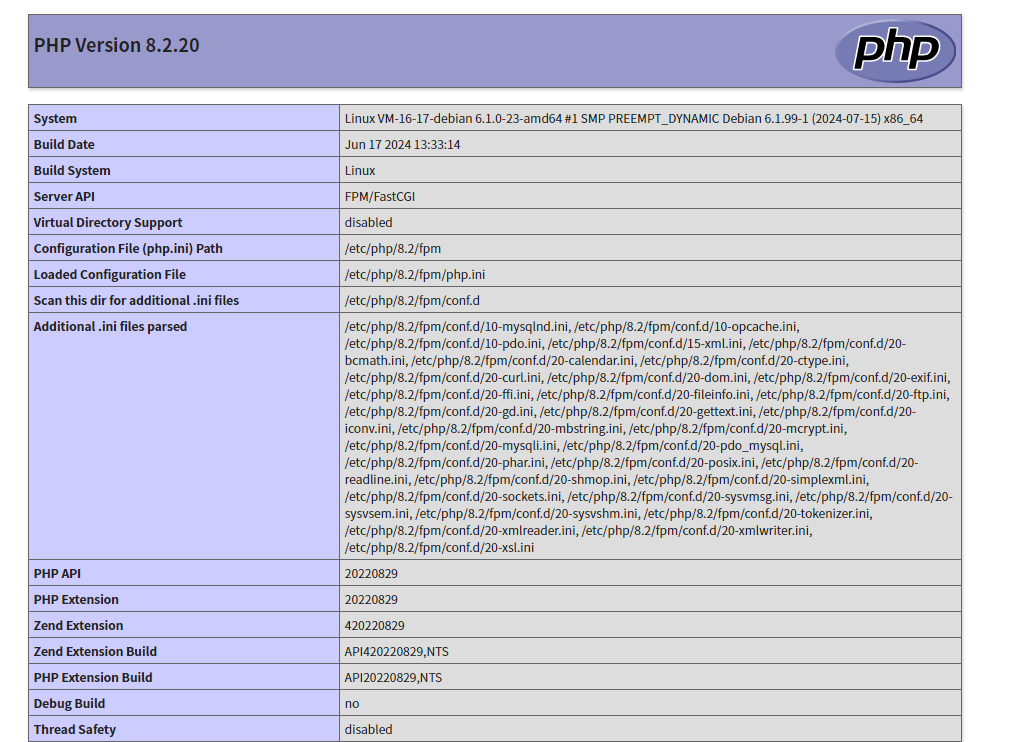 PHP Version 8.2.20
php
System Linux VM-16-17-debian 6.1.0-23-amd64 #1 SMP PREEMPT_DYNAMIC Debian 6.1.99-1 (2024-07-15) x86_64
Build Date Jun 17 2024 13:33:14
Build System Linux
Server API FPM/FastCGI
Virtual Directory Support disabled
Configuration File (php.ini) Path /etc/php/8.2/fpm
Loaded Configuration File /etc/php/8.2/fpm/php.ini
Scan this dir for additional .ini files /etc/php/8.2/fpm/conf.d
Additional .ini files parsed /etc/php/8.2/fpm/conf.d/10-mysqlnd.ini, /etc/php/8.2/fpm/conf.d/10-opcache.ini,
/etc/php/8.2/fpm/conf.d/10-pdo.ini, /etc/php/8.2/fpm/conf.d/15-xml.ini, /etc/php/8.2/fpm/conf.d/20-
bcmath.ini, /etc/php/8.2/fpm/conf.d/20-calendar.ini, /etc/php/8.2/fpm/conf.d/20-ctype.ini,
/etc/php/8.2/fpm/conf.d/20-curl.ini, /etc/php/8.2/fpm/conf.d/20-dom.ini, /etc/php/8.2/fpm/conf.d/20-exif.ini,
/etc/php/8.2/fpm/conf.d/20-ffi.ini, /etc/php/8.2/fpm/conf.d/20-fileinfo.ini, /etc/php/8.2/fpm/conf.d/20-ftp.ini,
/etc/php/8.2/fpm/conf.d/20-gd.ini, /etc/php/8.2/fpm/conf.d/20-gettext.ini, /etc/php/8.2/fpm/conf.d/20-
iconv.ini, /etc/php/8.2/fpm/conf.d/20-mbstring.ini, /etc/php/8.2/fpm/conf.d/20-mcrypt.ini,
/etc/php/8.2/fpm/conf.d/20-mysqli.ini, /etc/php/8.2/fpm/conf.d/20-pdo_mysql.ini,
/etc/php/8.2/fpm/conf.d/20-phar.ini, /etc/php/8.2/fpm/conf.d/20-posix.ini, /etc/php/8.2/fpm/conf.d/20-
readline.ini, /etc/php/8.2/fpm/conf.d/20-shmop.ini, /etc/php/8.2/fpm/conf.d/20-simplexml.ini,
/etc/php/8.2/fpm/conf.d/20-sockets.ini, /etc/php/8.2/fpm/conf.d/20-sysvmsg.ini, /etc/php/8.2/fpm/conf.d/20-
sysvsem.ini, /etc/php/8.2/fpm/conf.d/20-sysvshm.ini, /etc/php/8.2/fpm/conf.d/20-tokenizer.ini,
/etc/php/8.2/fpm/conf.d/20-xmlreader.ini, /etc/php/8.2/fpm/conf.d/20-xmlwriter.ini,
/etc/php/8.2/fpm/conf.d/20-xsl.ini
PHP API 20220829
PHP Extension 20220829
Zend Extension 420220829
Zend Extension Build API420220829,NTS
PHP Extension Build API20220829,NTS
Debug Build no
Thread Safety disabled